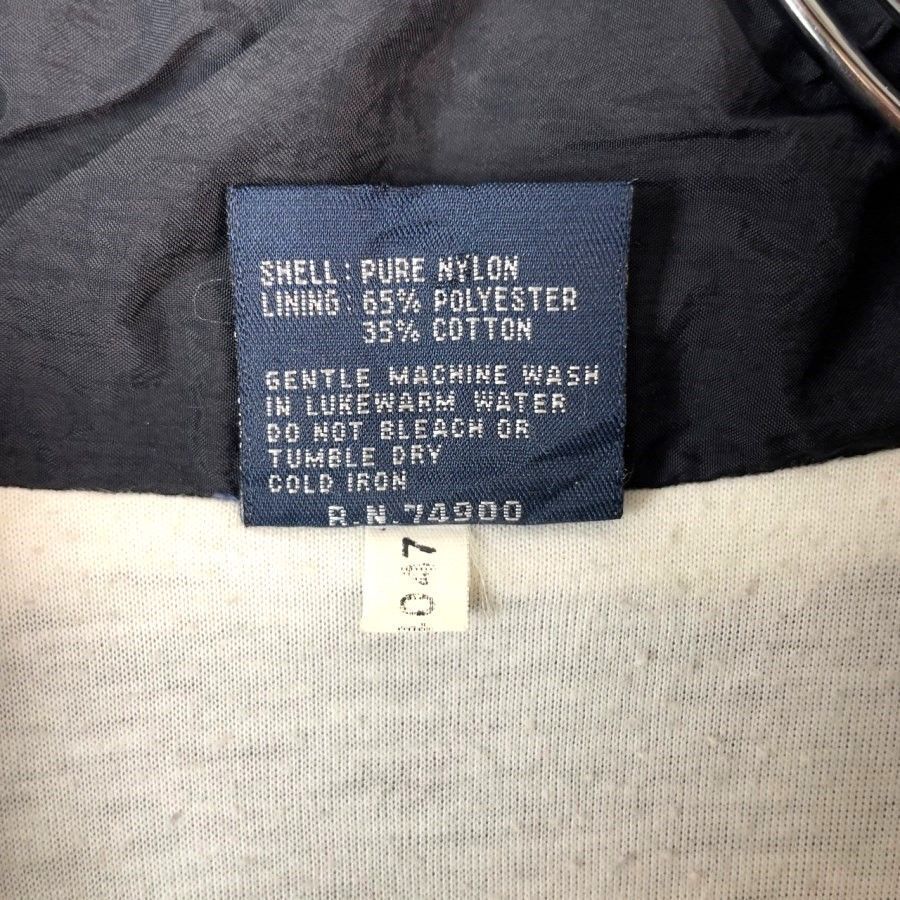 SHELL: PURE NYLON
LINING: 65% POLYESTER
35% COTTON
GENTLE MACHINE WASH
IN LUKEWARM WATER
DO NOT BLEACH OR
TUMBLE DRY
COLD IRON
R.N.74900